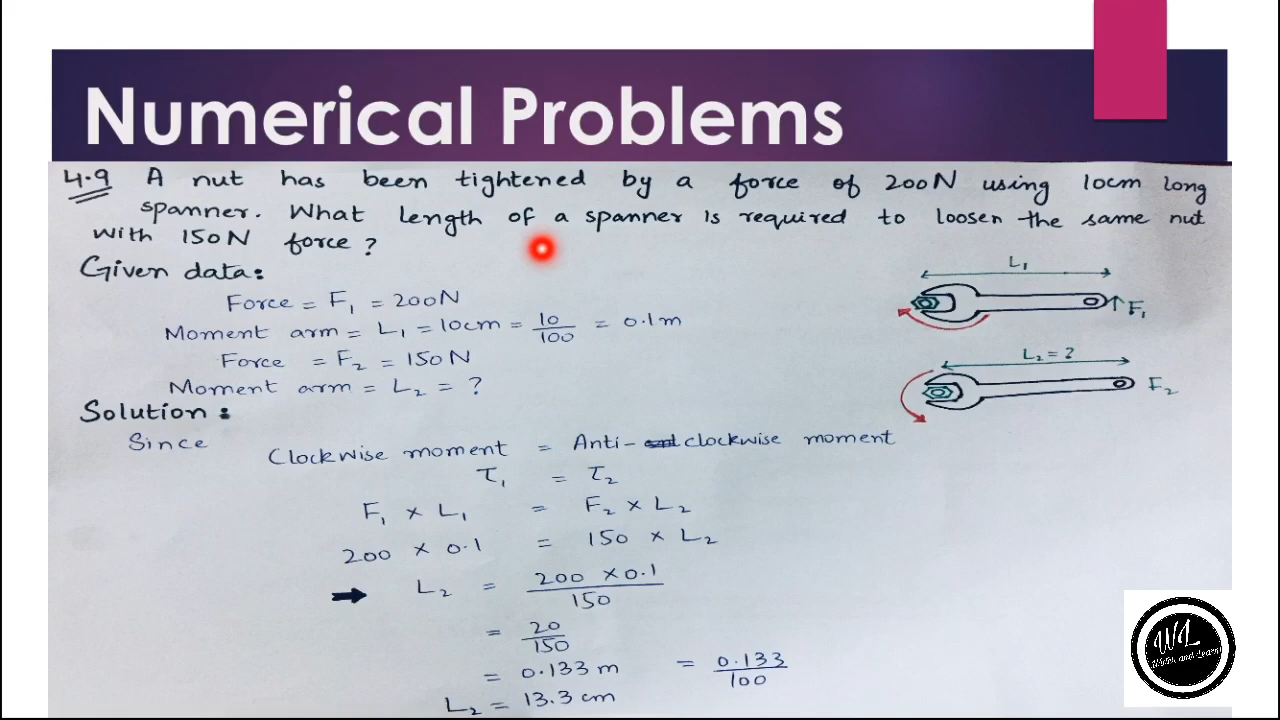 Numerical Problems
4.9 A nut has been tightened by a force of 200N using 10cm long
spanner. What length of a spanner is required to loosen the same nut
with 150N force ?
Given data:
Force = F₁ = 200N
Moment arm = L₁ = 10cm = 10/100 = 0.1m
Force = F₂ = 150N
Moment arm = L₂ = ?
L₁
F₁
L₂ = ?
F₂
Solution:
Since Clockwise moment = Anti-clockwise moment
τ₁ = τ₂
F₁ × L₁ = F₂ × L₂
200 × 0.1 = 150 × L₂
→ L₂ = 200 × 0.1 / 150
= 20/150
= 0.133 m = 0.133/100
L₂ = 13.3 cm
WL
Watch and Learn